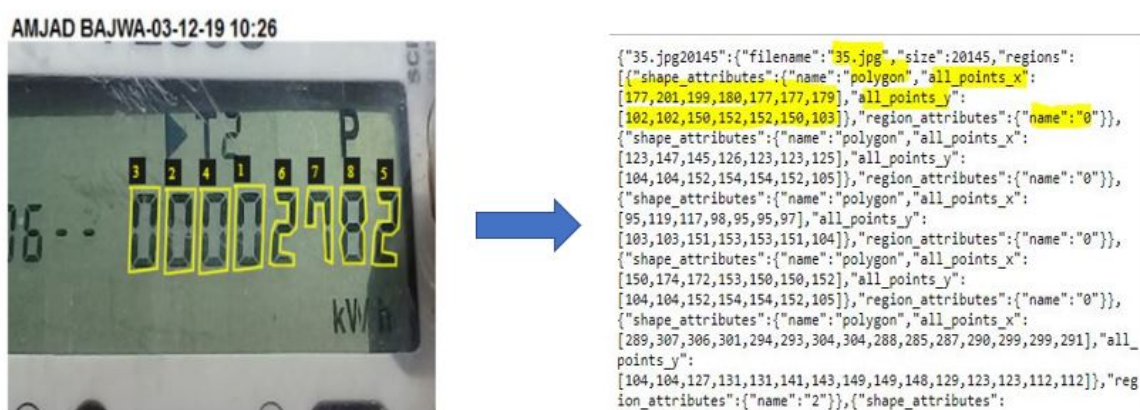 AMJAD BAJWA-03-12-19 10:26
T2 P
3 2 4 1 6 7 8 5
06-- 00002782
kW h
{"35.jpg20145":{"filename":"35.jpg","size":20145,"regions":
[{"shape_attributes":{"name":"polygon","all_points_x":
[177,201,199,180,177,177,179],"all_points_y":
[102,102,150,152,152,150,103]},"region_attributes":{"name":"0"}},
{"shape_attributes":{"name":"polygon","all_points_x":
[123,147,145,126,123,123,125],"all_points_y":
[104,104,152,154,154,152,105]},"region_attributes":{"name":"0"}},
{"shape_attributes":{"name":"polygon","all_points_x":
[95,119,117,98,95,95,97],"all_points_y":
[103,103,151,153,153,151,104]},"region_attributes":{"name":"0"}},
{"shape_attributes":{"name":"polygon","all_points_x":
[150,174,172,153,150,150,152],"all_points_y":
[104,104,152,154,154,152,105]},"region_attributes":{"name":"0"}},
{"shape_attributes":{"name":"polygon","all_points_x":
[289,307,306,301,294,293,304,304,288,285,287,290,299,299,291],"all_
points_y":
[104,104,127,131,131,141,143,149,149,148,129,123,123,112,112]},"reg
ion_attributes":{"name":"2"}},{"shape_attributes":